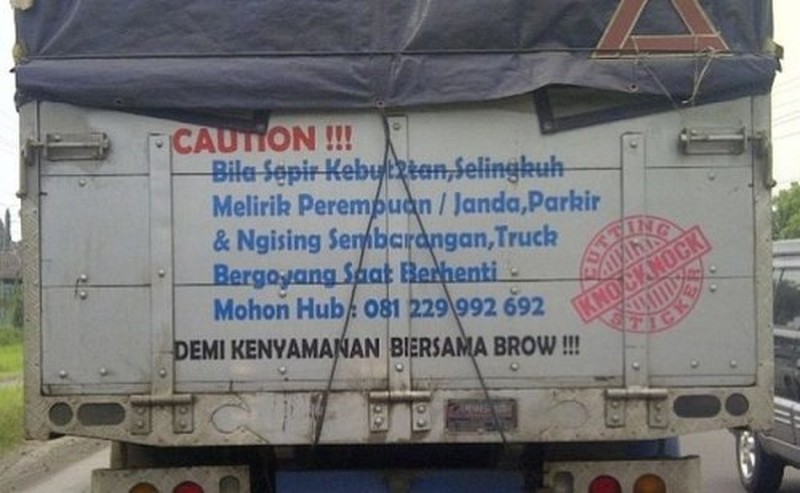 CAUTION !!!
Bila Sopir Kebut2tan,Selingkuh
Melirik Perempuan / Janda,Parkir
& Ngising Sembarangan,Truck
Bergoyang Saat Berhenti
Mohon Hub : 081 229 992 692
DEMI KENYAMANAN BERSAMA BROW !!!
CUTTING
KNOCKNOCK
STICKER